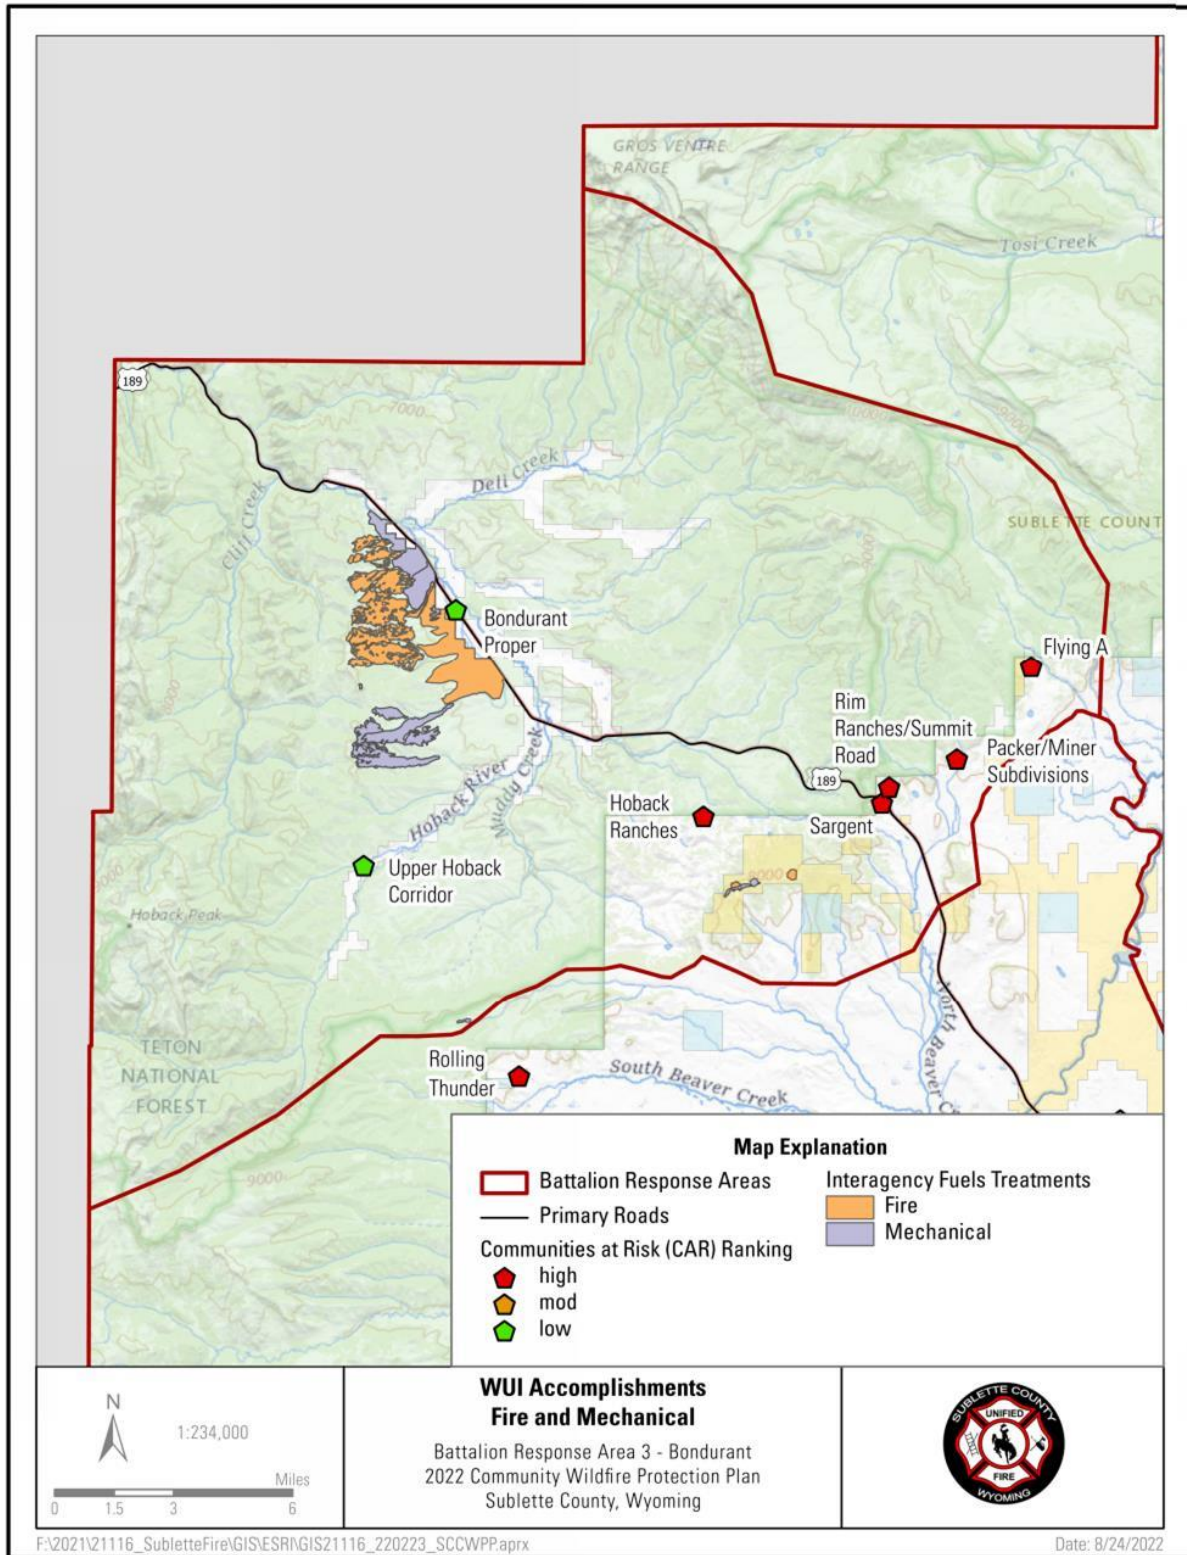 GROS VENTRE
RANGE
Tosi Creek
189
7000
10000
9000
Dell Creek
Cliff Creek
SUBLETTE COUNT
Bondurant
Proper
Flying A
Rim
Ranches/Summit
Road
Packer/Miner
Subdivisions
189
Hoback River
Muddy Creek
Hoback
Ranches
Sargent
Upper Hoback
Corridor
9000
Hoback Peak
North Beaver C
TETON
NATIONAL
FOREST
Rolling
Thunder
South Beaver Creek
9000
Map Explanation
Battalion Response Areas
Primary Roads
Communities at Risk (CAR) Ranking
high
mod
low
Interagency Fuels Treatments
Fire
Mechanical
N
1:234,000
Miles
0 1.5 3 6
WUI Accomplishments
Fire and Mechanical
Battalion Response Area 3 - Bondurant
2022 Community Wildfire Protection Plan
Sublette County, Wyoming
SUBLETTE COUNTY
UNIFIED
FIRE
WYOMING
F:\2021\21116_SubletteFire\GIS\ESRI\GIS21116_220223_SCCWPP.aprx
Date: 8/24/2022